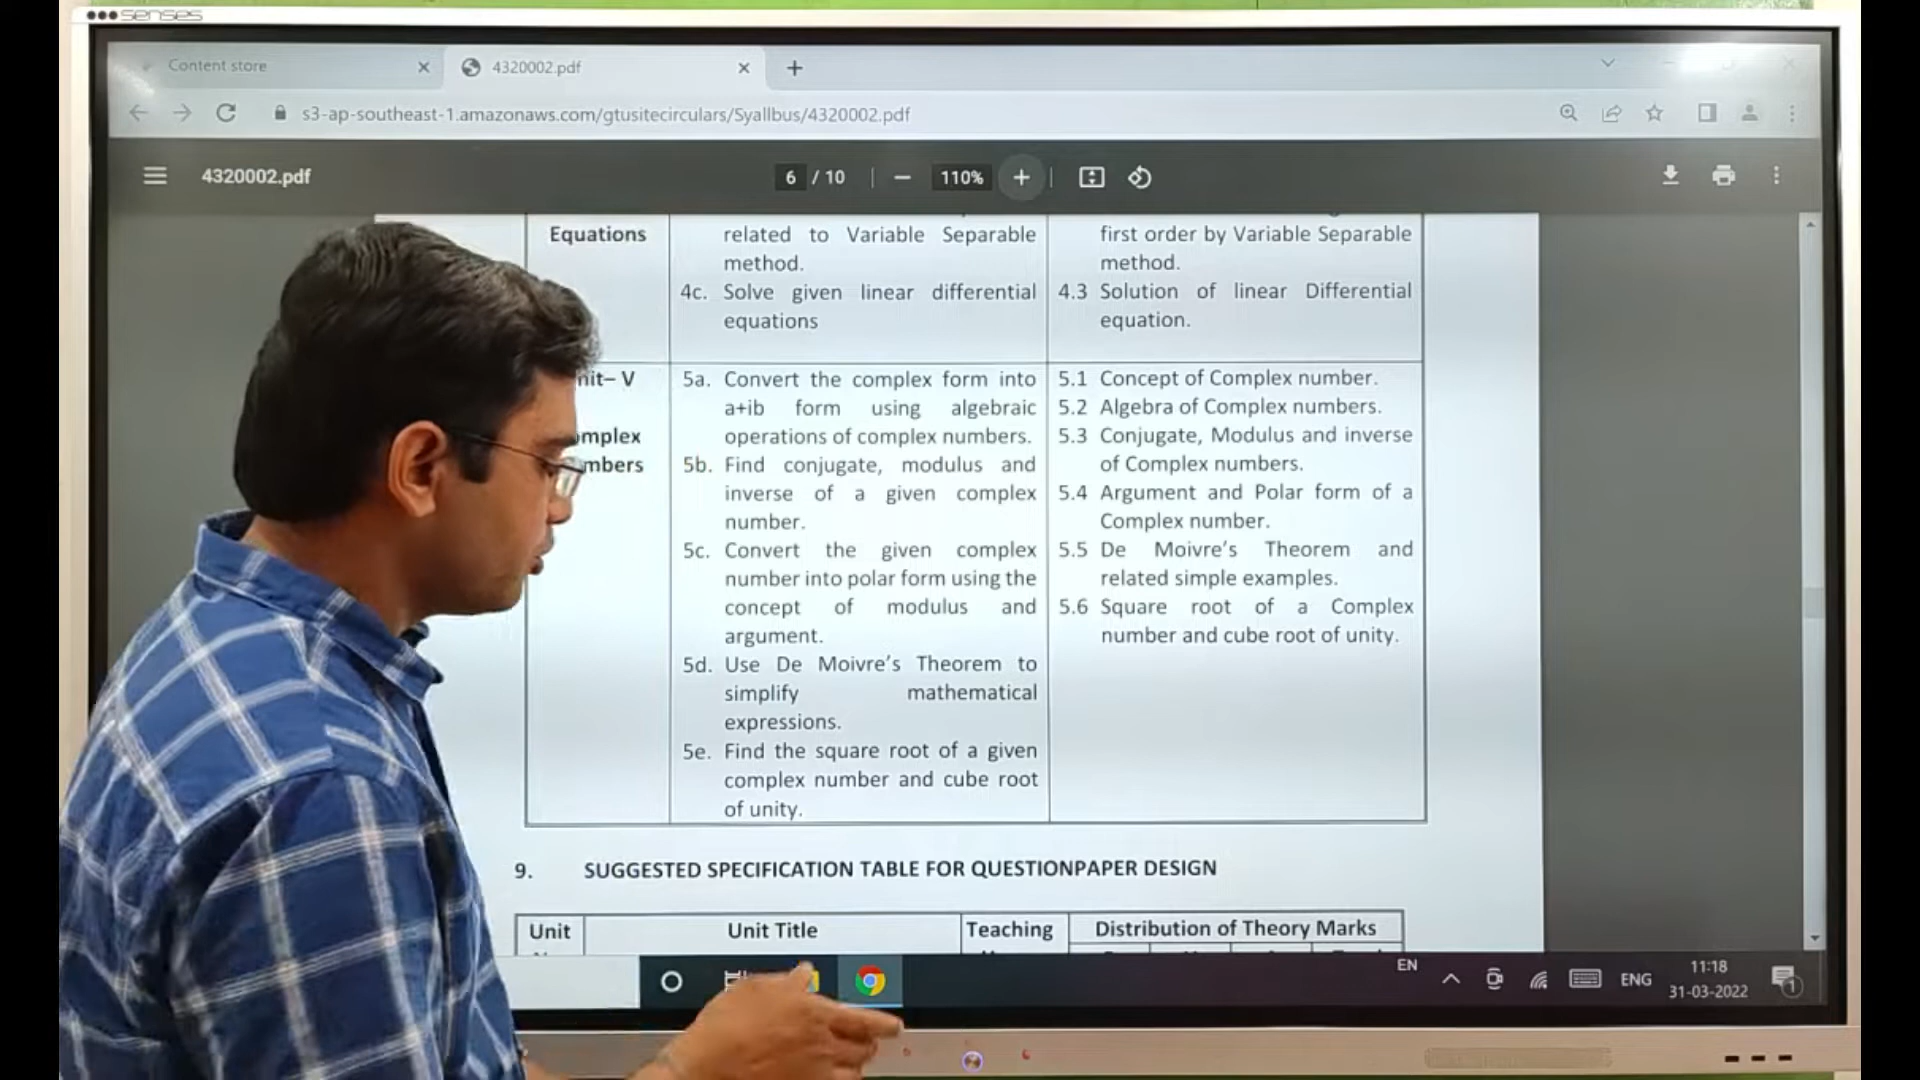 senses
Content store
4320002.pdf
s3-ap-southeast-1.amazonaws.com/gtusitecirculars/Syallbus/4320002.pdf
4320002.pdf
6 / 10
110%
Equations
related to Variable Separable
method.
4c. Solve given linear differential
equations
first order by Variable Separable
method.
4.3 Solution of linear Differential
equation.
nit– V
omplex
mbers
5a. Convert the complex form into
a+ib form using algebraic
operations of complex numbers.
5b. Find conjugate, modulus and
inverse of a given complex
number.
5c. Convert the given complex
number into polar form using the
concept of modulus and
argument.
5d. Use De Moivre's Theorem to
simplify mathematical
expressions.
5e. Find the square root of a given
complex number and cube root
of unity.
5.1 Concept of Complex number.
5.2 Algebra of Complex numbers.
5.3 Conjugate, Modulus and inverse
of Complex numbers.
5.4 Argument and Polar form of a
Complex number.
5.5 De Moivre's Theorem and
related simple examples.
5.6 Square root of a Complex
number and cube root of unity.
9. SUGGESTED SPECIFICATION TABLE FOR QUESTIONPAPER DESIGN
Unit
Unit Title
Teaching
Distribution of Theory Marks
EN
ENG
11:18
31-03-2022
1